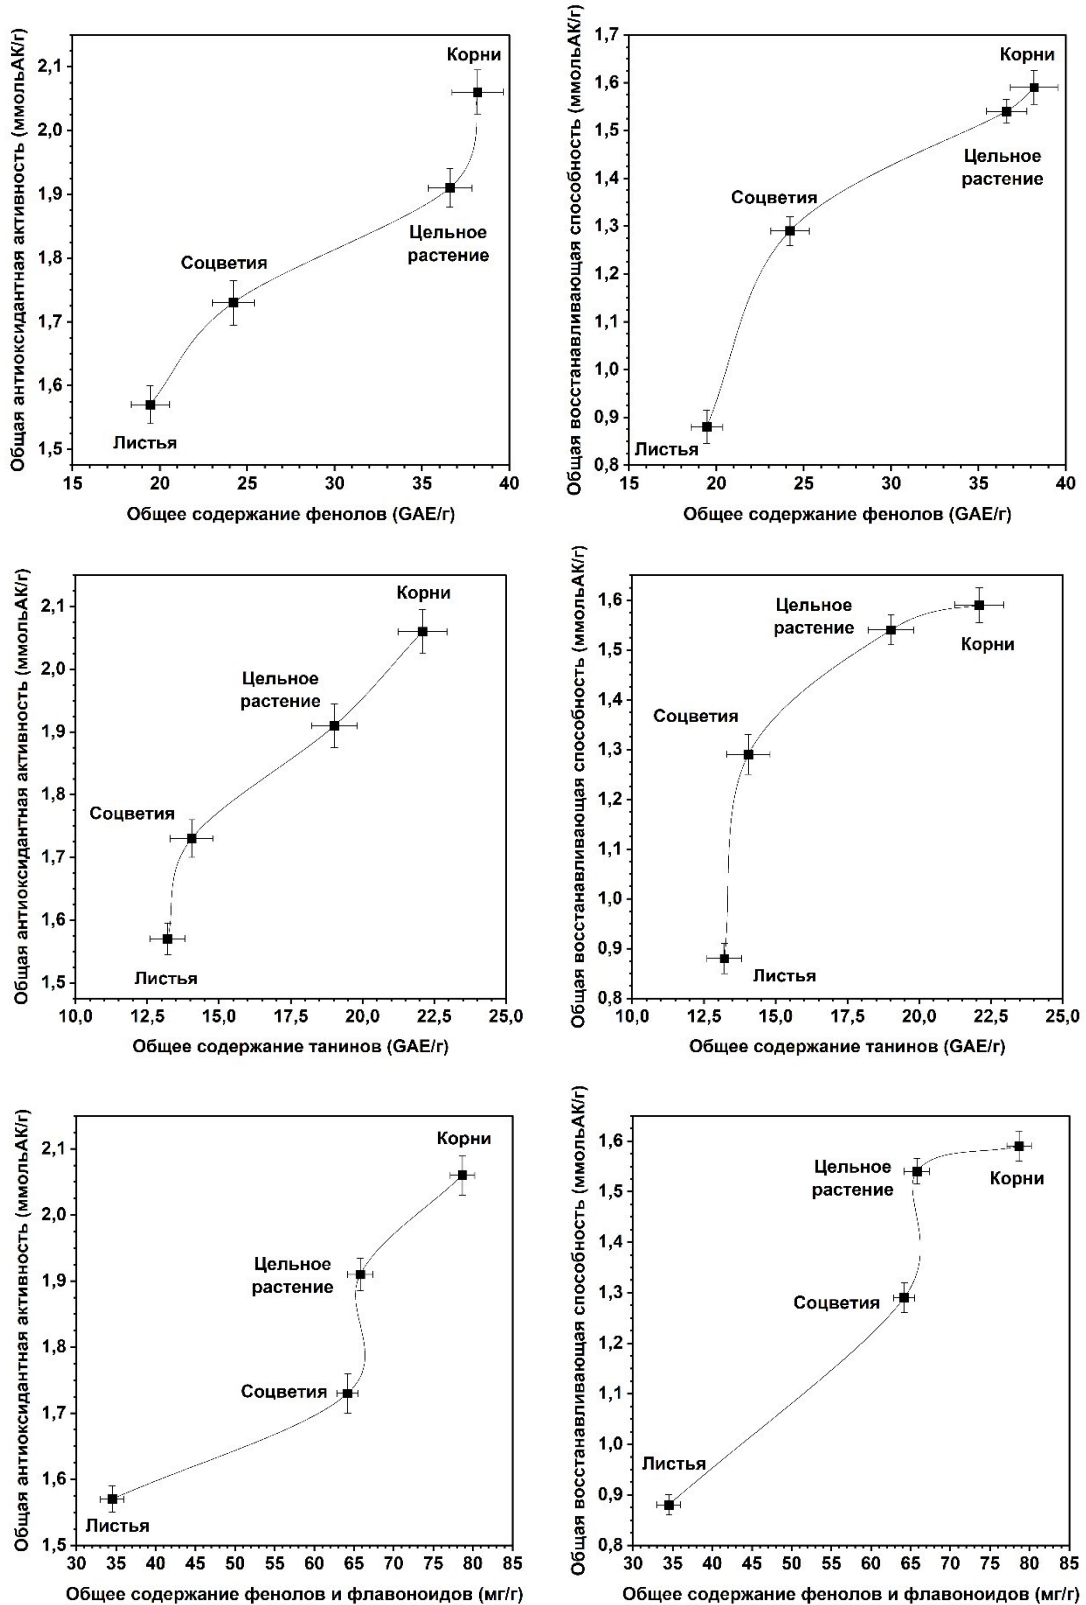 Общая антиоксидантная активность (ммольАК/г)
2,1
2,0
1,9
1,8
1,7
1,6
1,5
Корни
Цельное
растение
Соцветия
Листья
15 20 25 30 35 40
Общее содержание фенолов (GAE/г)
Общая восстанавливающая способность (ммольАК/г)
1,7
1,6
1,5
1,4
1,3
1,2
1,1
1,0
0,9
0,8
Корни
Цельное
растение
Соцветия
Листья
15 20 25 30 35 40
Общее содержание фенолов (GAE/г)
Общая антиоксидантная активность (ммольАК/г)
2,1
2,0
1,9
1,8
1,7
1,6
1,5
Корни
Цельное
растение
Соцветия
Листья
10,0 12,5 15,0 17,5 20,0 22,5 25,0
Общее содержание танинов (GAE/г)
Общая восстанавливающая способность (ммольАК/г)
1,6
1,5
1,4
1,3
1,2
1,1
1,0
0,9
0,8
Цельное
растение
Корни
Соцветия
Листья
10,0 12,5 15,0 17,5 20,0 22,5 25,0
Общее содержание танинов (GAE/г)
Общая антиоксидантная активность (ммольАК/г)
2,1
2,0
1,9
1,8
1,7
1,6
1,5
Корни
Цельное
растение
Соцветия
Листья
30 35 40 45 50 55 60 65 70 75 80 85
Общее содержание фенолов и флавоноидов (мг/г)
Общая восстанавливающая способность (ммольАК/г)
1,6
1,5
1,4
1,3
1,2
1,1
1,0
0,9
0,8
Цельное
растение
Корни
Соцветия
Листья
30 35 40 45 50 55 60 65 70 75 80 85
Общее содержание фенолов и флавоноидов (мг/г)